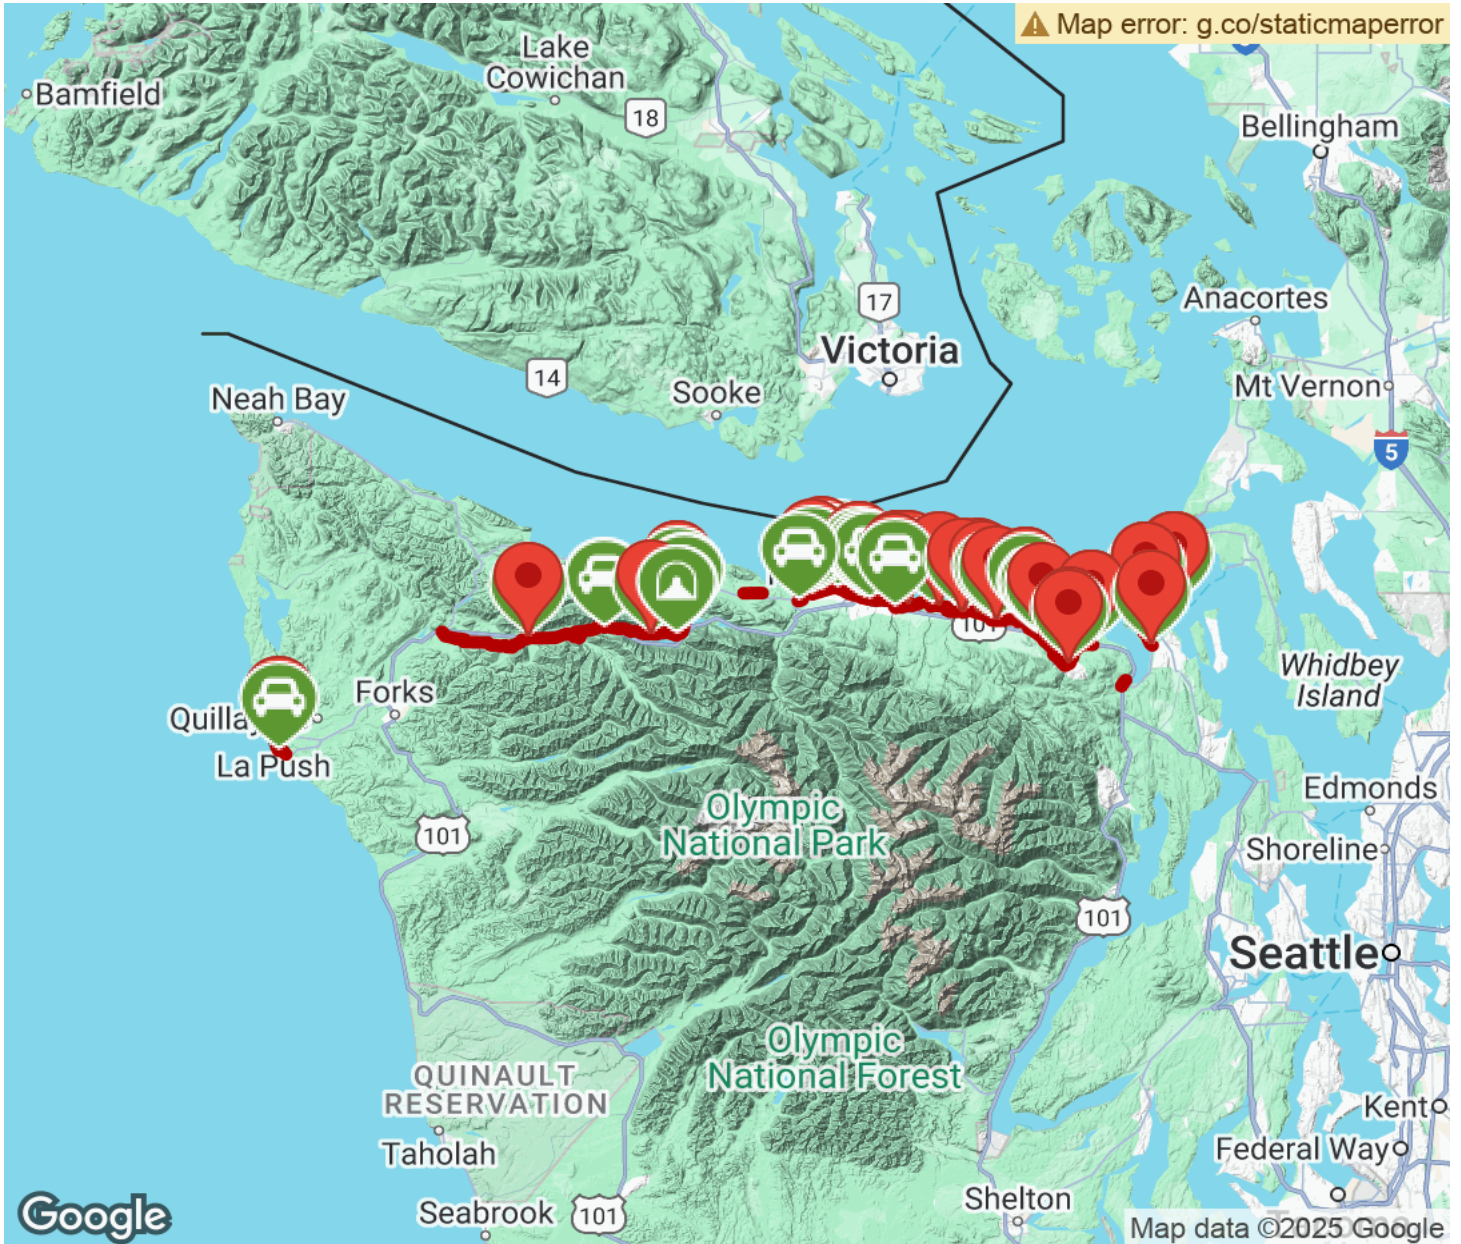 Map error: g.co/staticmaperror
Lake
Cowichan
Bamfield
18
Bellingham
17
Anacortes
Victoria
14
Sooke
Mt Vernon
Neah Bay
5
101
Whidbey
Island
Forks
La Push
Edmonds
Olympic
National Park
101
Shoreline
101
Seattle
Olympic
National Forest
QUINAULT
RESERVATION
Kent
Taholah
Federal Way
Shelton
Seabrook
101
Google
Map data ©2025 Google